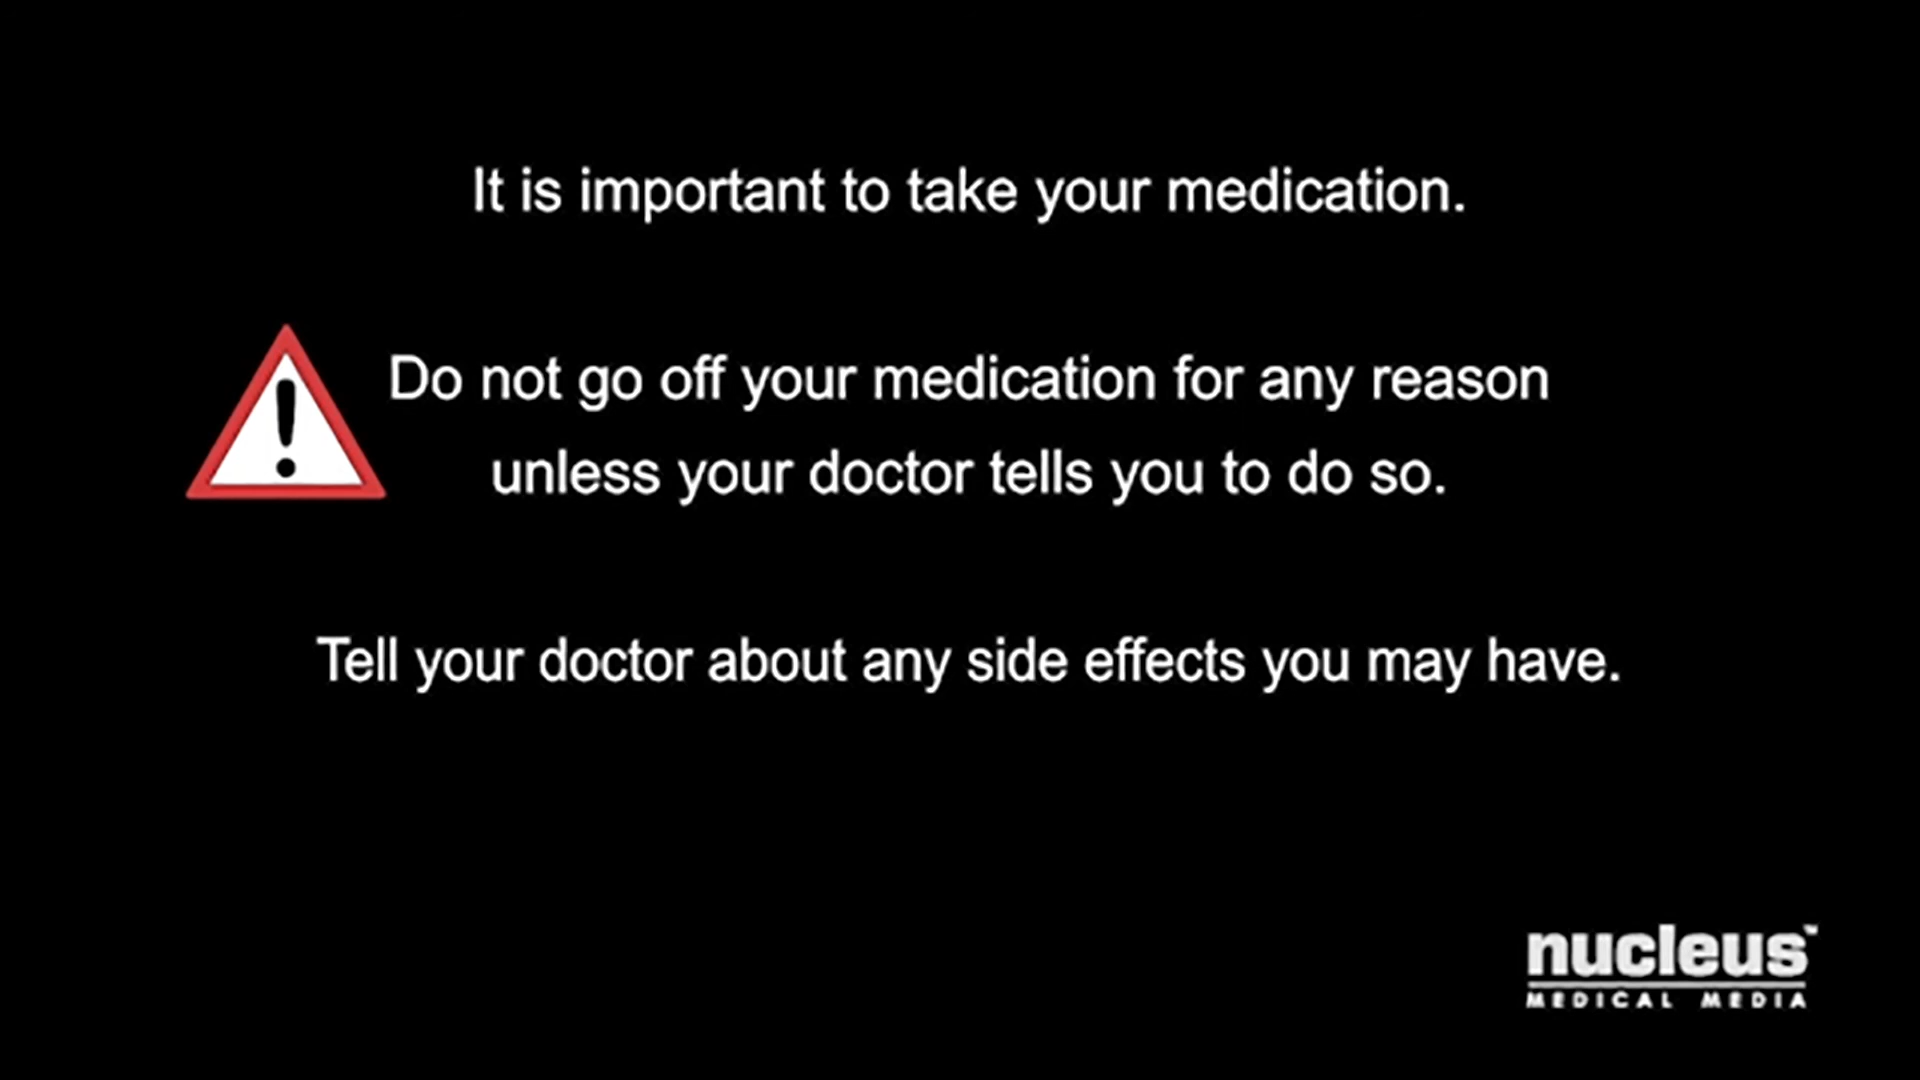 It is important to take your medication.
Do not go off your medication for any reason
unless your doctor tells you to do so.
Tell your doctor about any side effects you may have.
nucleus™
MEDICAL MEDIA